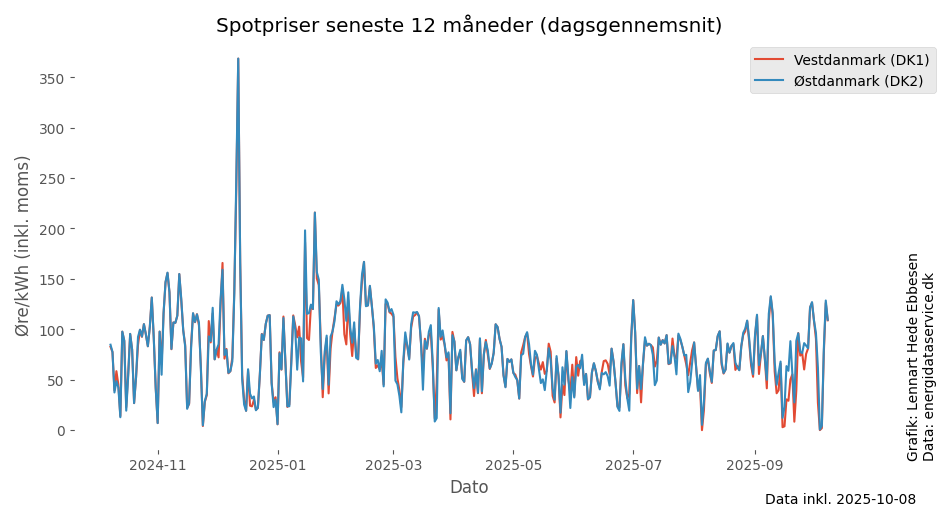 Spotpriser seneste 12 måneder (dagsgennemsnit)
Vestdanmark (DK1)
Østdanmark (DK2)
Øre/kWh (inkl. moms)
350
300
250
200
150
100
50
0
2024-11
2025-01
2025-03
2025-05
2025-07
2025-09
Dato
Grafik: Lennart Hede Ebbesen
Data: energidataservice.dk
Data inkl. 2025-10-08